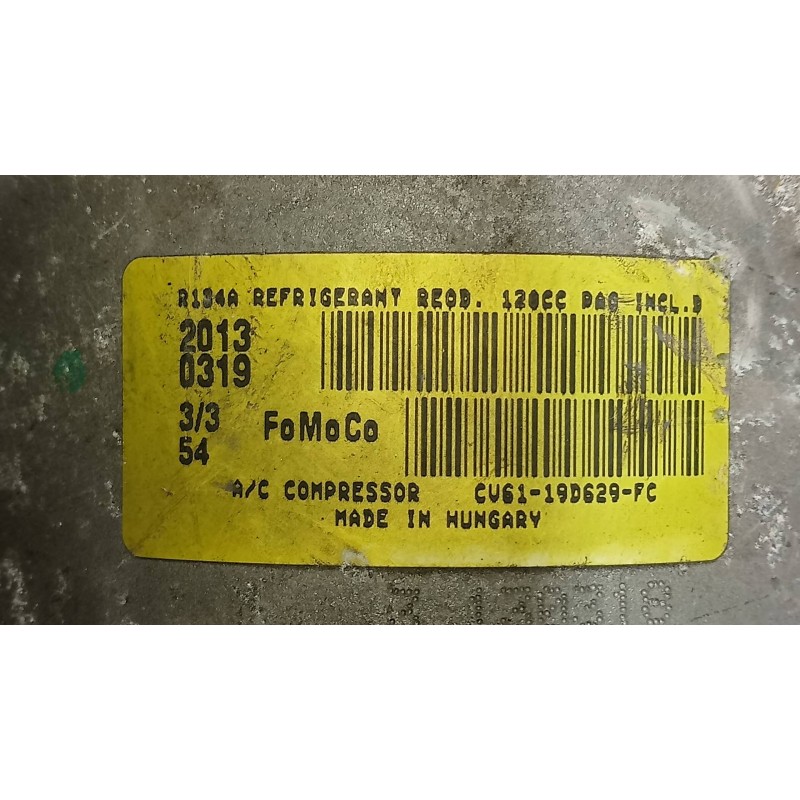 R134A REFRIGERANT REQD. 120CC PAG INCL.D
2013
0319
3/3
54
FoMoCo
A/C COMPRESSOR CV61-19D629-FC
MADE IN HUNGARY